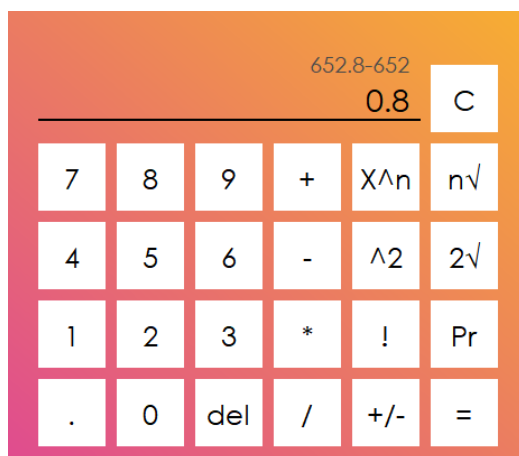 652.8-652
0.8 C
7 8 9 + X^n n√
4 5 6 - ^2 2√
1 2 3 * ! Pr
. 0 del / +/- =